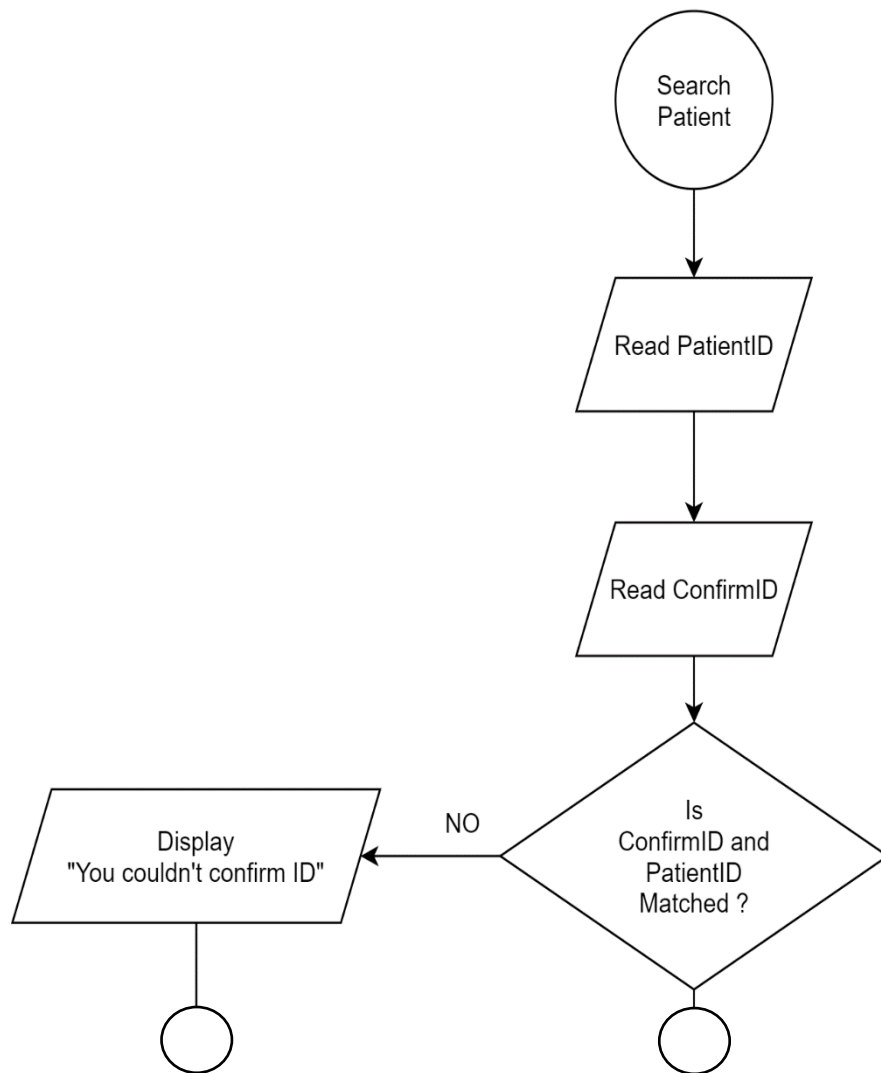 Search
Patient
Read PatientID
Read ConfirmID
Is
ConfirmID and
PatientID
Matched ?
NO
Display
"You couldn't confirm ID"